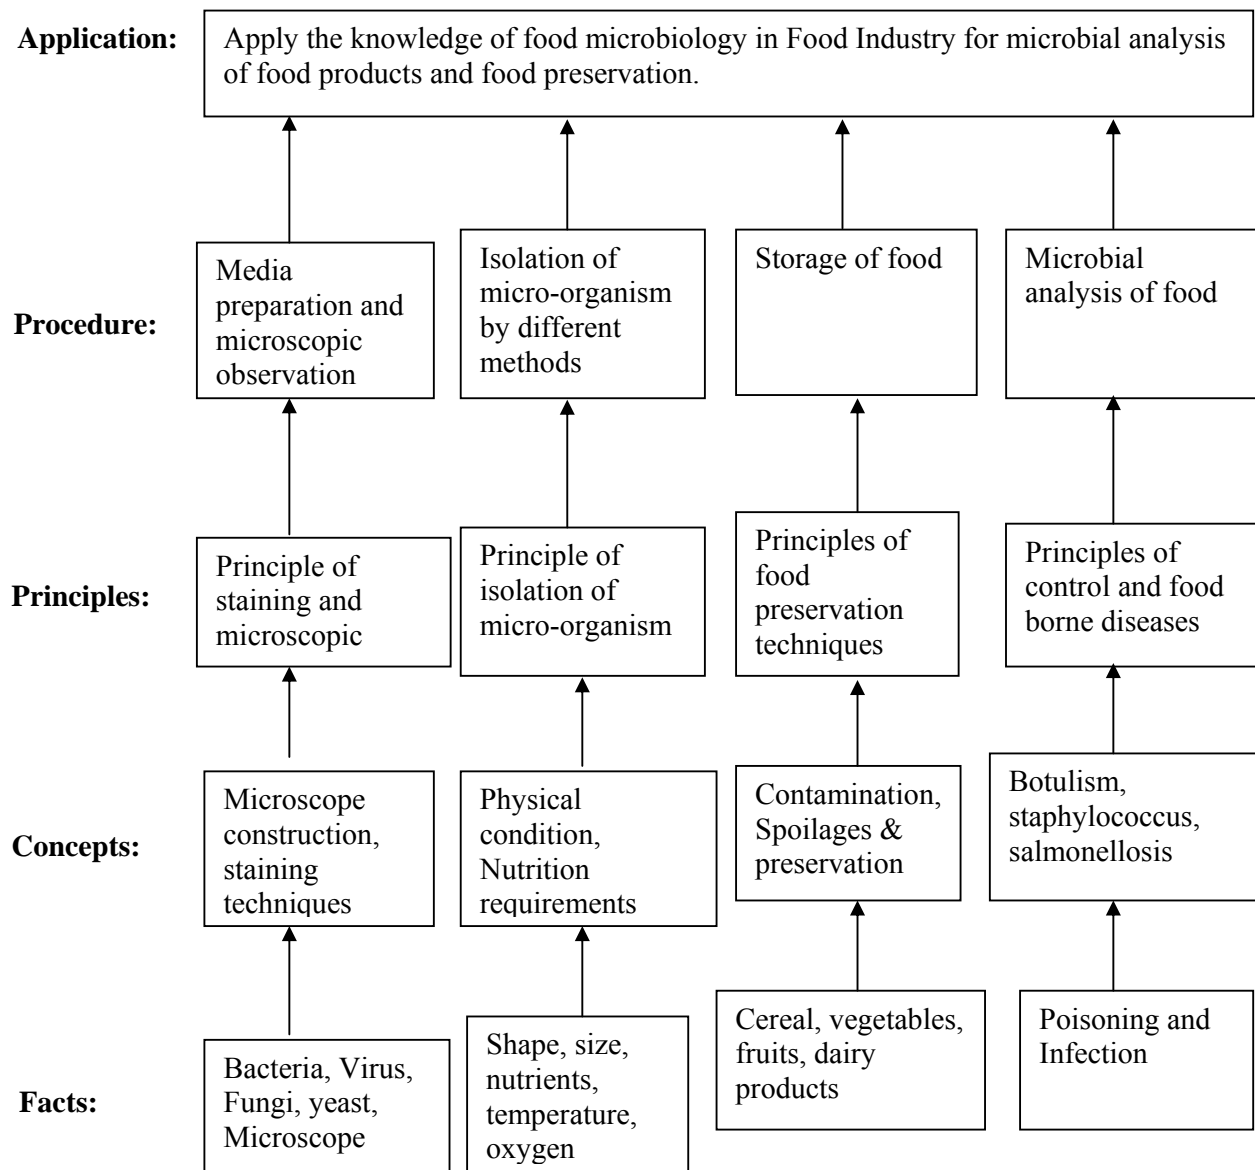 Application:
Apply the knowledge of food microbiology in Food Industry for microbial analysis
of food products and food preservation.
Procedure:
Media
preparation and
microscopic
observation
Isolation of
micro-organism
by different
methods
Storage of food
Microbial
analysis of food
Principles:
Principle of
staining and
microscopic
Principle of
isolation of
micro-organism
Principles of
food
preservation
techniques
Principles of
control and food
borne diseases
Concepts:
Microscope
construction,
staining
techniques
Physical
condition,
Nutrition
requirements
Contamination,
Spoilages &
preservation
Botulism,
staphylococcus,
salmonellosis
Facts:
Bacteria, Virus,
Fungi, yeast,
Microscope
Shape, size,
nutrients,
temperature,
oxygen
Cereal, vegetables,
fruits, dairy
products
Poisoning and
Infection